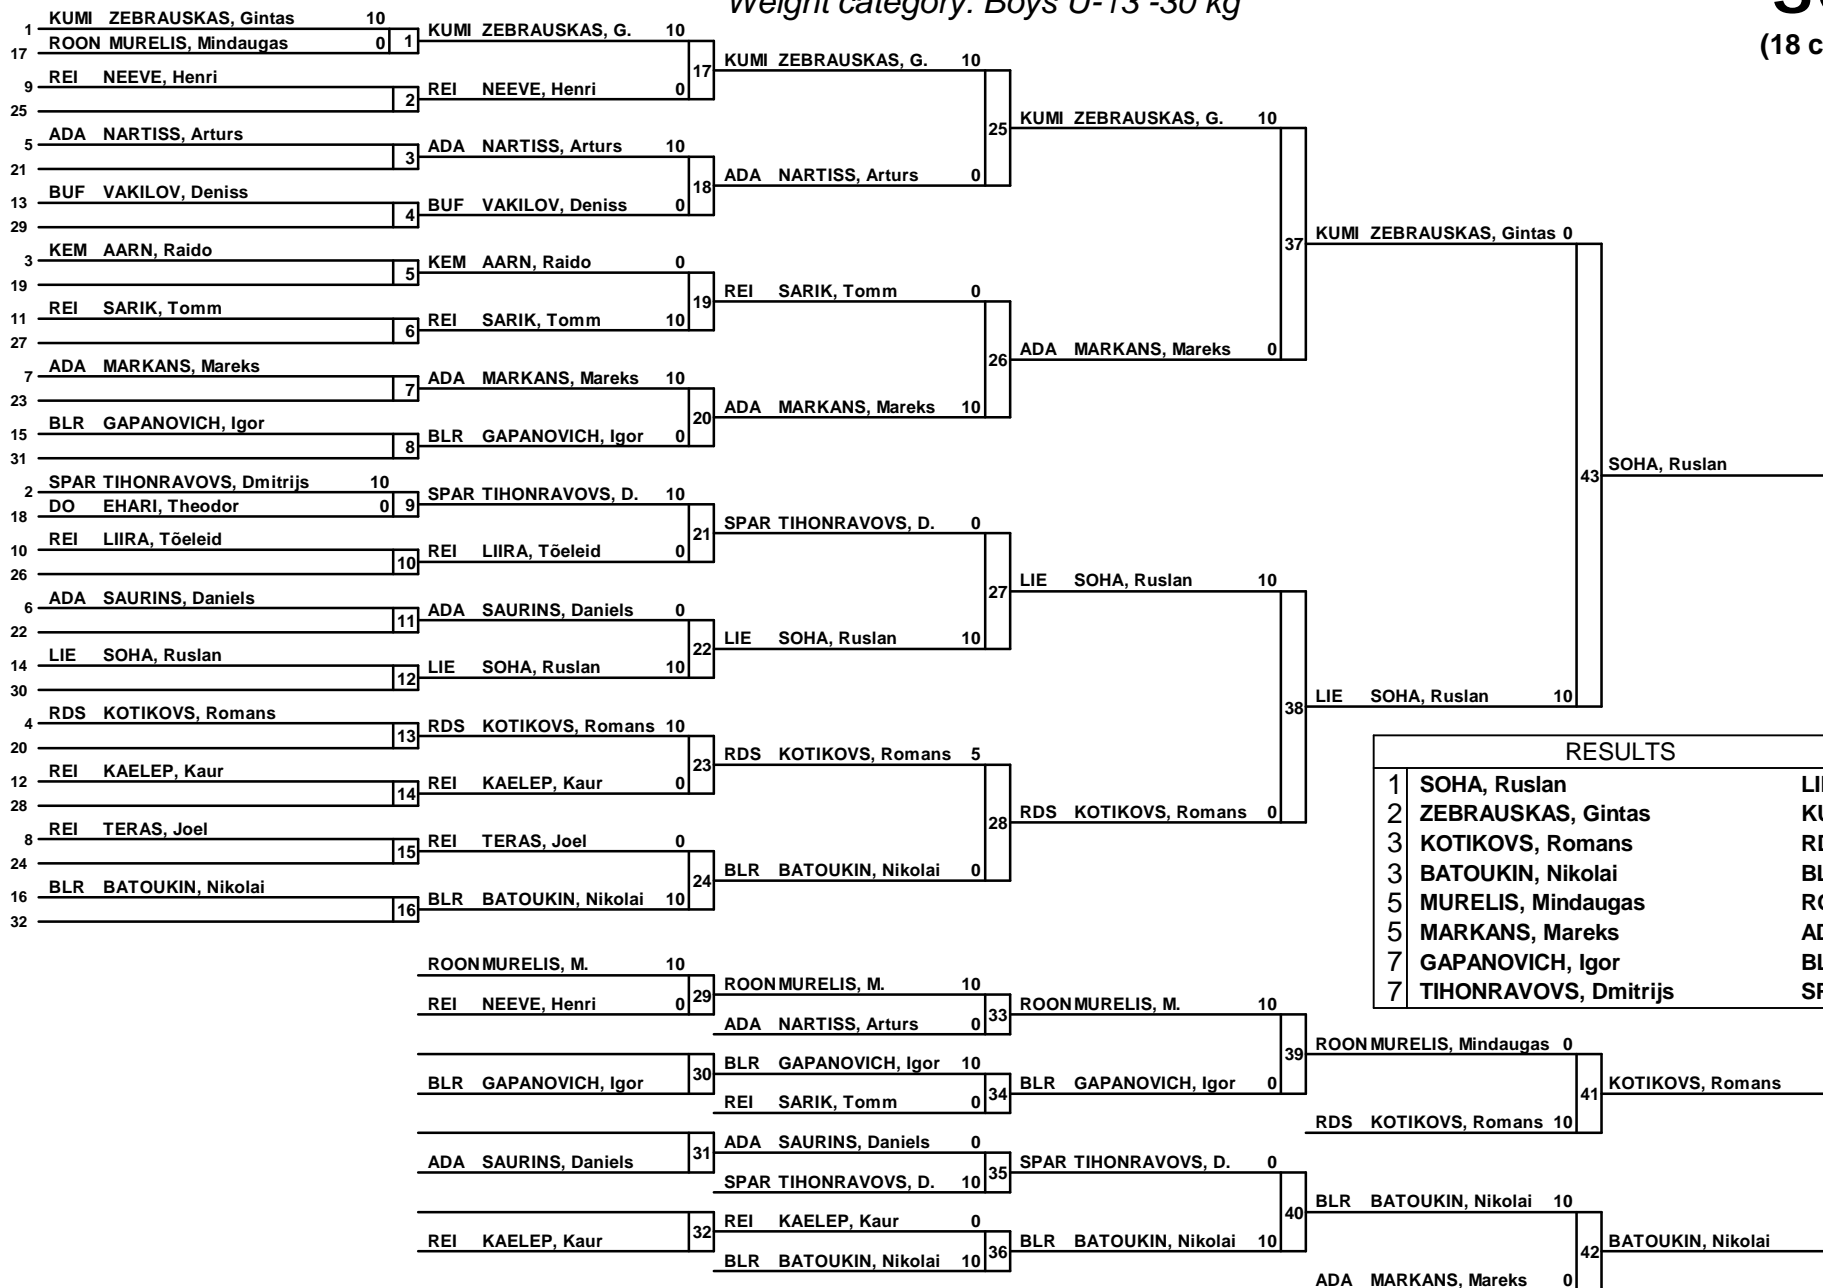 Weight category: Boys U-13 -30 kg
(18 c
1 KUMI ZEBRAUSKAS, Gintas 10
17 ROON MURELIS, Mindaugas 0
1
9 REI NEEVE, Henri
25
2
5 ADA NARTISS, Arturs
21
3
13 BUF VAKILOV, Deniss
29
4
3 KEM AARN, Raido
19
5
11 REI SARIK, Tomm
27
6
7 ADA MARKANS, Mareks
23
7
15 BLR GAPANOVICH, Igor
31
8
2 SPAR TIHONRAVOVS, Dmitrijs 10
18 DO EHARI, Theodor 0
9
10 REI LIIRA, Tõeleid
26
10
6 ADA SAURINS, Daniels
22
11
14 LIE SOHA, Ruslan
30
12
4 RDS KOTIKOVS, Romans
20
13
12 REI KAELEP, Kaur
28
14
8 REI TERAS, Joel
24
15
16 BLR BATOUKIN, Nikolai
32
16
KUMI ZEBRAUSKAS, G. 10
17
REI NEEVE, Henri 0
ADA NARTISS, Arturs 10
18
BUF VAKILOV, Deniss 0
KEM AARN, Raido 0
19
REI SARIK, Tomm 10
ADA MARKANS, Mareks 10
20
BLR GAPANOVICH, Igor 0
SPAR TIHONRAVOVS, D. 10
21
REI LIIRA, Tõeleid 0
ADA SAURINS, Daniels 0
22
LIE SOHA, Ruslan 10
RDS KOTIKOVS, Romans 10
23
REI KAELEP, Kaur 0
REI TERAS, Joel 0
24
BLR BATOUKIN, Nikolai 10
KUMI ZEBRAUSKAS, G. 10
25
ADA NARTISS, Arturs 0
REI SARIK, Tomm 0
26
ADA MARKANS, Mareks 10
SPAR TIHONRAVOVS, D. 0
27
LIE SOHA, Ruslan 10
RDS KOTIKOVS, Romans 5
28
BLR BATOUKIN, Nikolai 0
KUMI ZEBRAUSKAS, G. 10
37
ADA MARKANS, Mareks 0
LIE SOHA, Ruslan 10
38
RDS KOTIKOVS, Romans 0
KUMI ZEBRAUSKAS, Gintas 0
43
LIE SOHA, Ruslan 10
SOHA, Ruslan
RESULTS
1 SOHA, Ruslan
2 ZEBRAUSKAS, Gintas
3 KOTIKOVS, Romans
3 BATOUKIN, Nikolai
5 MURELIS, Mindaugas
5 MARKANS, Mareks
7 GAPANOVICH, Igor
7 TIHONRAVOVS, Dmitrijs
ROON MURELIS, M. 10
29
REI NEEVE, Henri 0
30
BLR GAPANOVICH, Igor
31
ADA SAURINS, Daniels
32
REI KAELEP, Kaur
ROON MURELIS, M. 10
33
ADA NARTISS, Arturs 0
BLR GAPANOVICH, Igor 10
34
REI SARIK, Tomm 0
ADA SAURINS, Daniels 0
35
SPAR TIHONRAVOVS, D. 10
REI KAELEP, Kaur 0
36
BLR BATOUKIN, Nikolai 10
ROON MURELIS, M. 10
39
BLR GAPANOVICH, Igor 0
SPAR TIHONRAVOVS, D. 0
40
BLR BATOUKIN, Nikolai 10
ROON MURELIS, Mindaugas 0
41
RDS KOTIKOVS, Romans 10
BLR BATOUKIN, Nikolai 10
42
ADA MARKANS, Mareks 0
KOTIKOVS, Romans
BATOUKIN, Nikolai